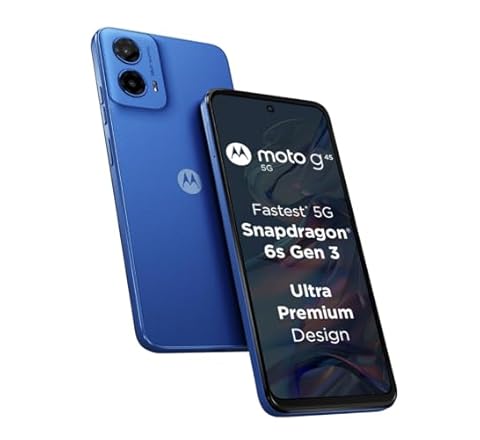 moto g45
5G
Fastest* 5G
Snapdragon®
6s Gen 3
Ultra
Premium
Design